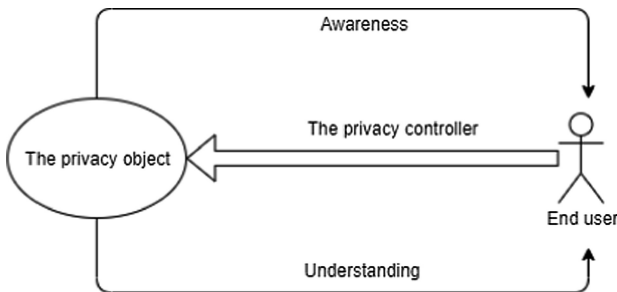 Awareness
The privacy controller
The privacy object
End user
Understanding